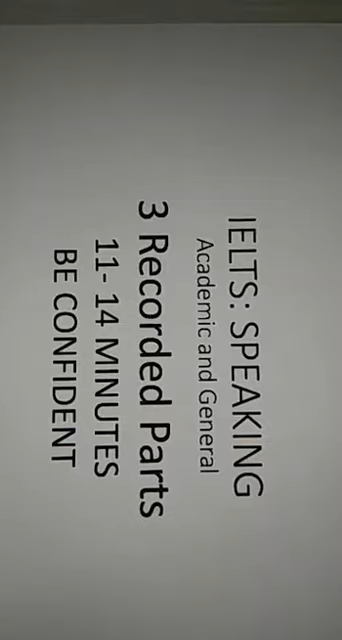 IELTS: SPEAKING
Academic and General
3 Recorded Parts
11- 14 MINUTES
BE CONFIDENT